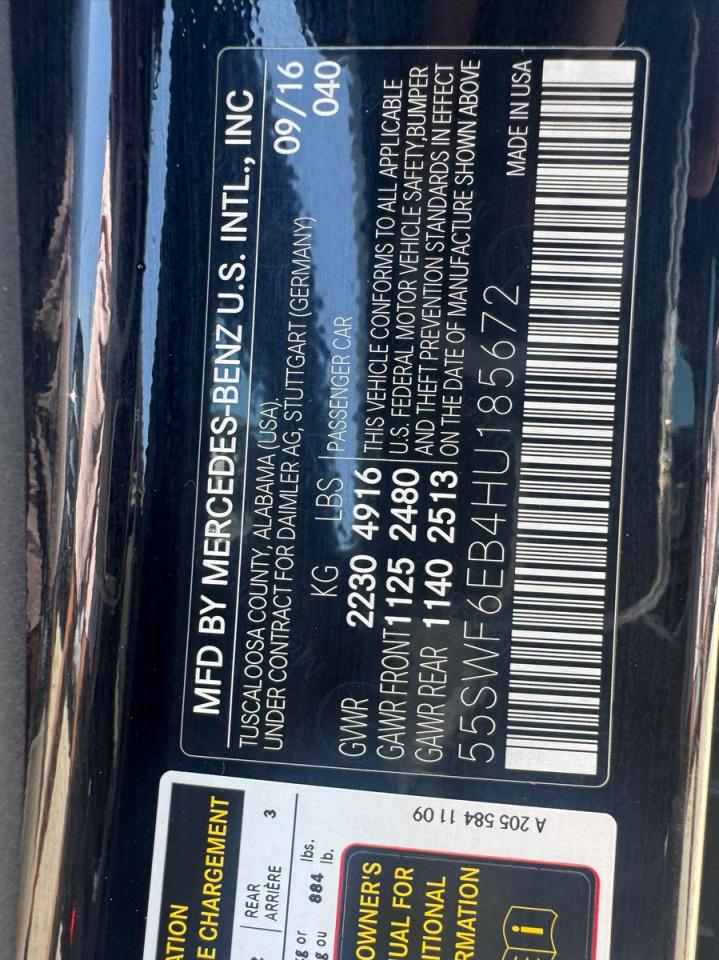 MFD BY MERCEDES-BENZ U.S. INTL., INC
TUSCALOOSA COUNTY, ALABAMA (USA), 09/16
UNDER CONTRACT FOR DAIMLER AG, STUTTGART (GERMANY) 040
KG LBS PASSENGER CAR
GVWR 2230 4916 THIS VEHICLE CONFORMS TO ALL APPLICABLE
GAWR FRONT 1125 2480 U.S. FEDERAL MOTOR VEHICLE SAFETY,BUMPER
GAWR REAR 1140 2513 AND THEFT PREVENTION STANDARDS IN EFFECT
ON THE DATE OF MANUFACTURE SHOWN ABOVE
55SWF6EB4HU185672 MADE IN USA
ATION
E CHARGEMENT
REAR
ARRIÈRE 3
kg or
g ou 884 lbs.
lb.
OWNER'S
UAL FOR
ITIONAL
RMATION
i
A 205 584 11 09